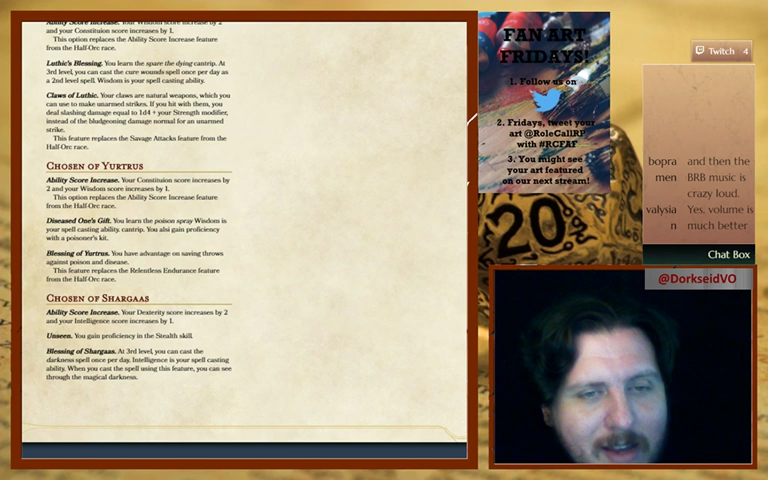 Ability Score Increase. Your Wisdom score increases by 2
and your Constituion score increases by 1.
This option replaces the Ability Score Increase feature
from the Half-Orc race.
Luthic's Blessing. You learn the spare the dying cantrip. At
3rd level, you can cast the cure wounds spell once per day as
a 2nd level spell. Wisdom is your spell casting ability.
Claws of Luthic. Your claws are natural weapons, which you
can use to make unarmed strikes. If you hit with them, you
deal slashing damage equal to 1d4 + your Strength modifier,
instead of the bludgeoning damage normal for an unarmed
strike.
This feature replaces the Savage Attacks feature from the
Half-Orc race.
Chosen of Yurtrus
Ability Score Increase. Your Constitution score increases by
2 and your Wisdom score increases by 1.
This option replaces the Ability Score Increase feature
from the Half-Orc race.
Diseased One's Gift. You learn the poison spray Wisdom is
your spell casting ability. cantrip. You alsi gain proficiency
with a poisoner's kit.
Blessing of Yurtrus. You have advantage on saving throws
against poison and disease.
This feature replaces the Relentless Endurance feature
from the Half-Orc race.
Chosen of Shargaas
Ability Score Increase. Your Dexterity score increases by 2
and your Intelligence score increases by 1.
Unseen. You gain proficiency in the Stealth skill.
Blessing of Shargaas. At 3rd level, you can cast the
darkness spell once per day. Intelligence is your spell casting
ability. When you cast the spell using this feature, you can see
through the magical darkness.
FAN ART
FRIDAYS!
1. Follow us on
2. Fridays, tweet your
art @RoleCallRP
with #RCFAF
3. You might see
your art featured
on our next stream!
20
Twitch 4
bopra and then the
men BRB music is
crazy loud.
valysia Yes, volume is
n much better
Chat Box
@DorkseidVO